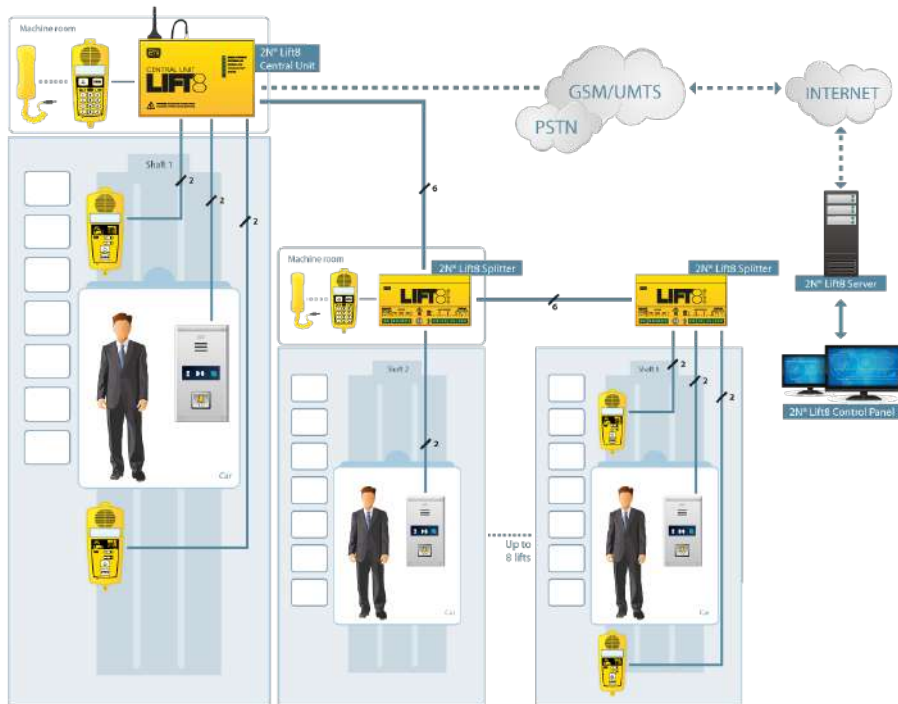 Machine room
2N® Lift8
Central Unit
CENTRAL UNIT
LIFT8
GSM/UMTS
PSTN
INTERNET
Shaft 1
2
2
2
6
Machine room
2N® Lift8 Splitter
LIFT8
6
2N® Lift8 Splitter
LIFT8
2N® Lift8 Server
2N® Lift8 Control Panel
Shaft 2
2
2
2
2
Car
Up to
8 lifts
Car
Car